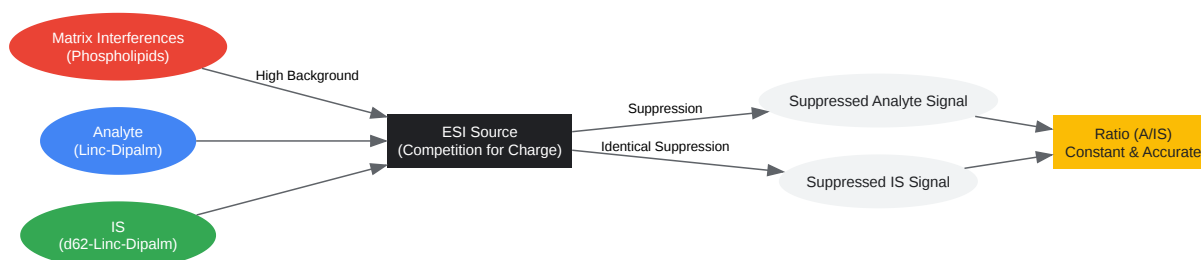 Matrix Interferences
(Phospholipids)
High Background
Analyte
(Linc-Dipalm)
IS
(d62-Linc-Dipalm)
ESI Source
(Competition for Charge)
Suppression
Identical Suppression
Suppressed Analyte Signal
Suppressed IS Signal
Ratio (A/IS)
Constant & Accurate